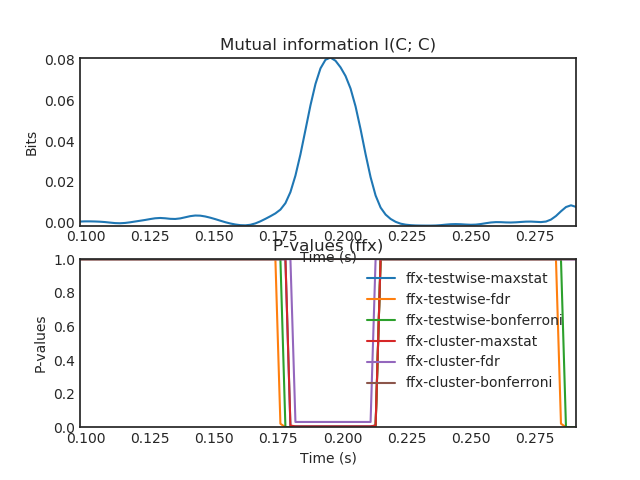 Mutual information I(C; C)
0.08
0.06
0.04
0.02
0.00
Bits
0.100 0.125 0.150 0.175 0.200 0.225 0.250 0.275
Time (s)
P-values (ffx)
1.0
0.8
0.6
0.4
0.2
0.0
P-values
ffx-testwise-maxstat
ffx-testwise-fdr
ffx-testwise-bonferroni
ffx-cluster-maxstat
ffx-cluster-fdr
ffx-cluster-bonferroni
0.100 0.125 0.150 0.175 0.200 0.225 0.250 0.275
Time (s)